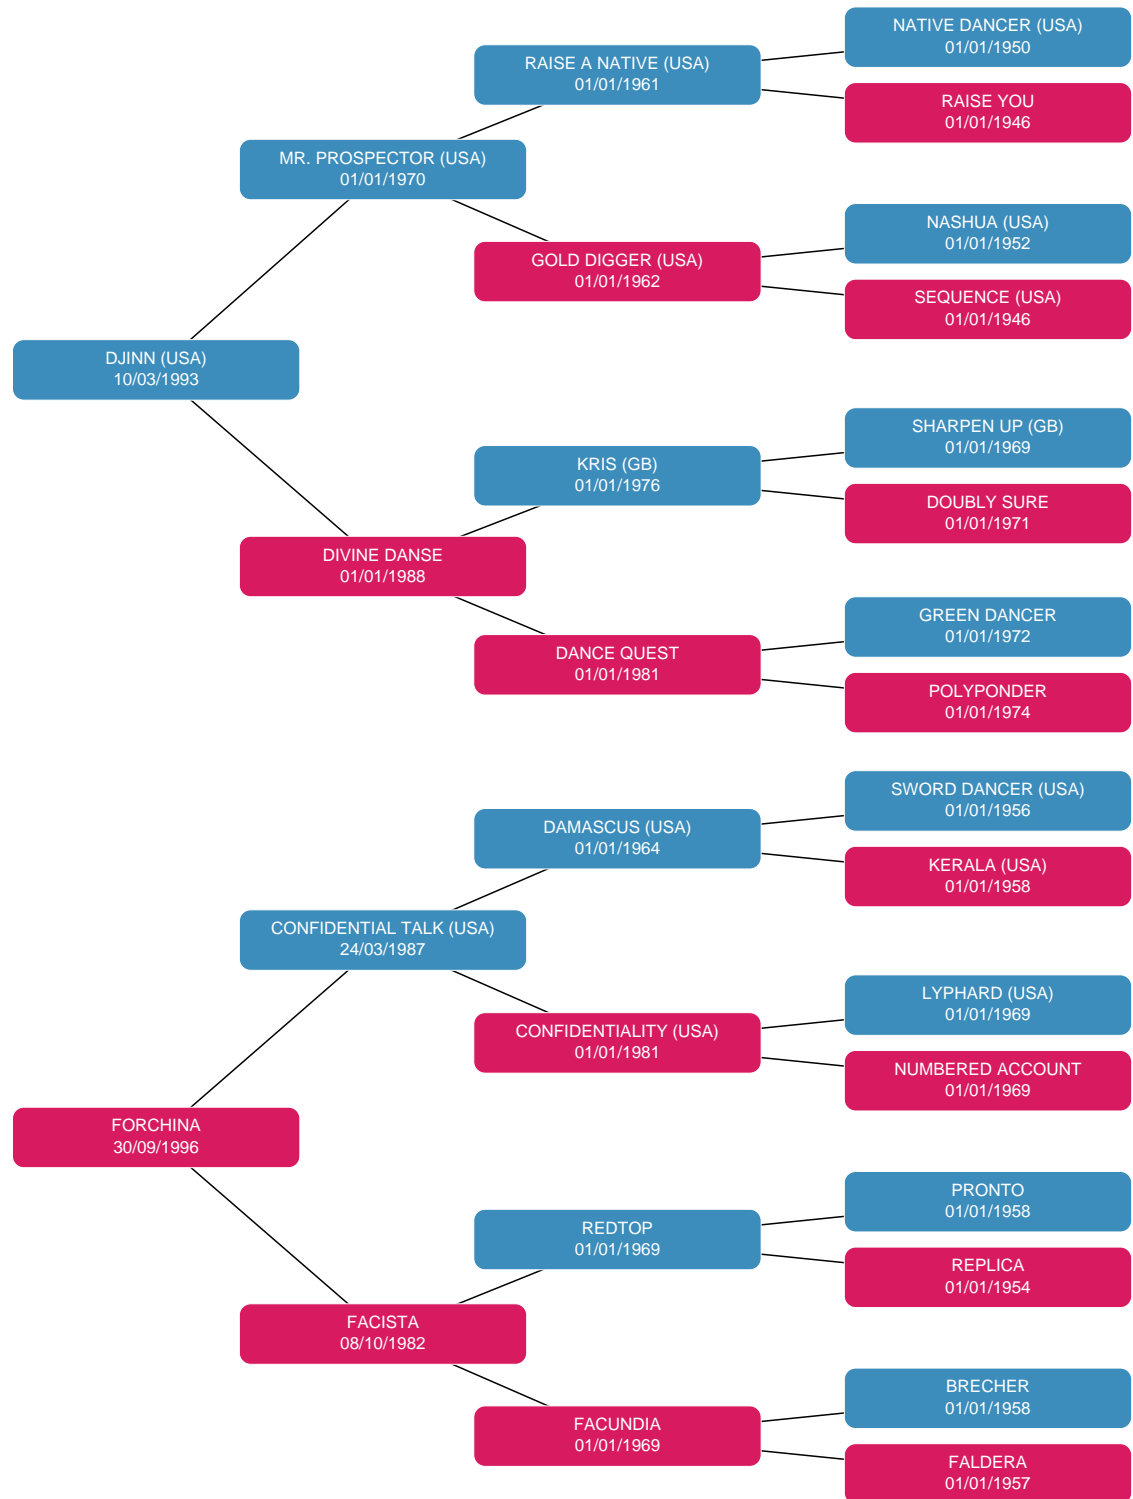 NATIVE DANCER (USA)
01/01/1950
RAISE A NATIVE (USA)
01/01/1961
RAISE YOU
01/01/1946
MR. PROSPECTOR (USA)
01/01/1970
NASHUA (USA)
01/01/1952
GOLD DIGGER (USA)
01/01/1962
SEQUENCE (USA)
01/01/1946
DJINN (USA)
10/03/1993
SHARPEN UP (GB)
01/01/1969
KRIS (GB)
01/01/1976
DOUBLY SURE
01/01/1971
DIVINE DANSE
01/01/1988
GREEN DANCER
01/01/1972
DANCE QUEST
01/01/1981
POLYPONDER
01/01/1974
SWORD DANCER (USA)
01/01/1956
DAMASCUS (USA)
01/01/1964
KERALA (USA)
01/01/1958
CONFIDENTIAL TALK (USA)
24/03/1987
LYPHARD (USA)
01/01/1969
CONFIDENTIALITY (USA)
01/01/1981
NUMBERED ACCOUNT
01/01/1969
FORCHINA
30/09/1996
PRONTO
01/01/1958
REDTOP
01/01/1969
REPLICA
01/01/1954
FACISTA
08/10/1982
BRECHER
01/01/1958
FACUNDIA
01/01/1969
FALDERA
01/01/1957